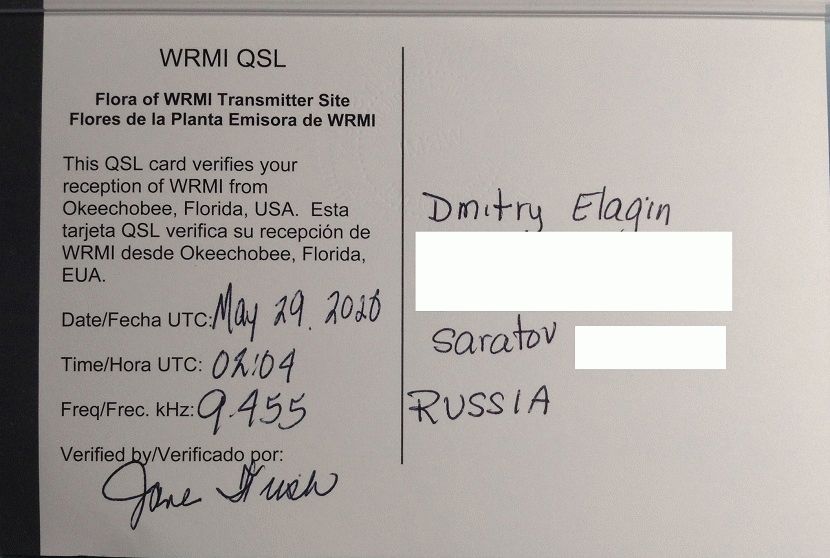 WRMI QSL
Flora of WRMI Transmitter Site
Flores de la Planta Emisora de WRMI
This QSL card verifies your
reception of WRMI from
Okeechobee, Florida, USA. Esta
tarjeta QSL verifica su recepción de
WRMI desde Okeechobee, Florida,
EUA.
Date/Fecha UTC: May 29. 2020
Time/Hora UTC: 02:04
Freq/Frec. kHz: 9.455
Verified by/Verificado por:
Jane
Dmitry Elagin
Saratov
RUSSIA